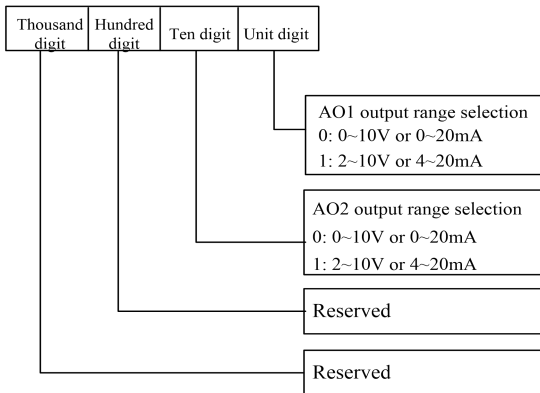 Thousand digit
Hundred digit
Ten digit
Unit digit
AO1 output range selection
0: 0~10V or 0~20mA
1: 2~10V or 4~20mA
AO2 output range selection
0: 0~10V or 0~20mA
1: 2~10V or 4~20mA
Reserved
Reserved